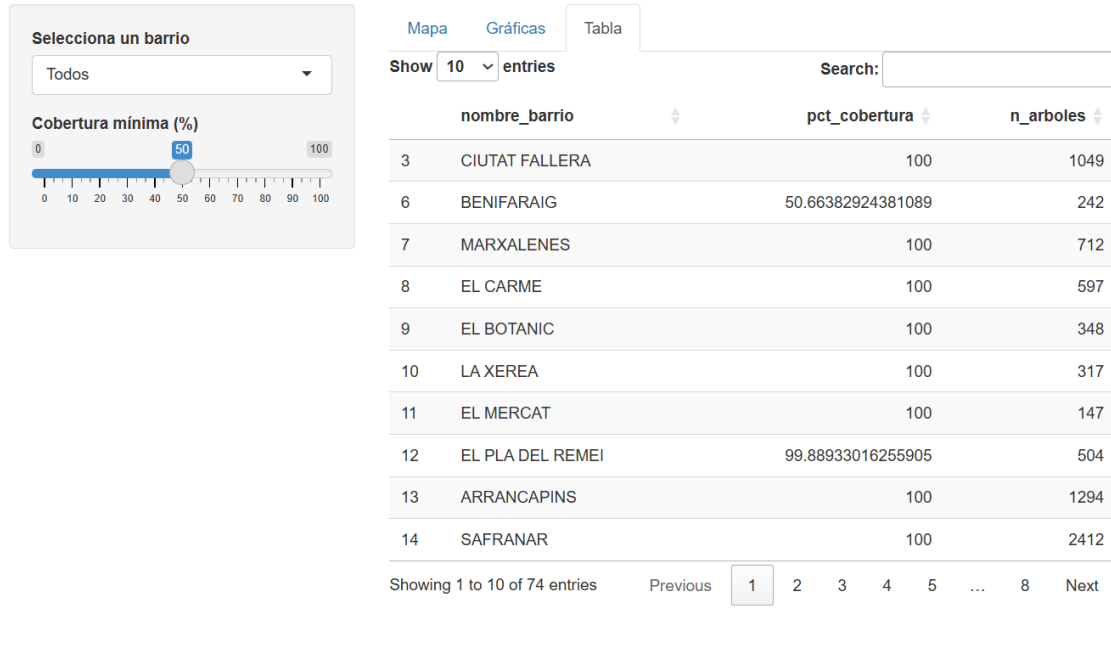 Selecciona un barrio
Todos
Cobertura mínima (%)
0 50 100
0 10 20 30 40 50 60 70 80 90 100
Mapa Gráficas Tabla
Show 10 entries Search:
nombre_barrio pct_cobertura n_arboles
3 CIUTAT FALLERA 100 1049
6 BENIFARAIG 50.66382924381089 242
7 MARXALENES 100 712
8 EL CARME 100 597
9 EL BOTANIC 100 348
10 LA XEREA 100 317
11 EL MERCAT 100 147
12 EL PLA DEL REMEI 99.88933016255905 504
13 ARRANCAPINS 100 1294
14 SAFRANAR 100 2412
Showing 1 to 10 of 74 entries Previous 1 2 3 4 5 … 8 Next